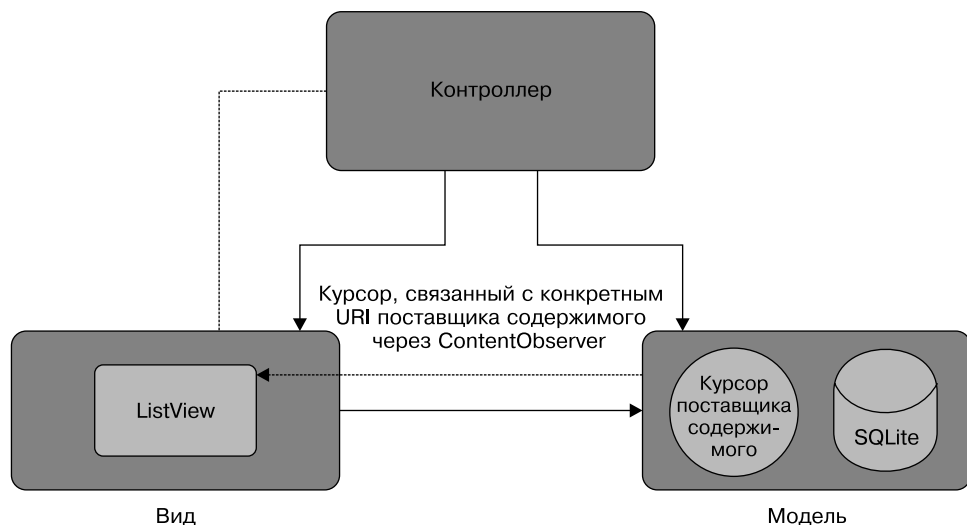 Контроллер
Курсор, связанный с конкретным
URI поставщика содержимого
через ContentObserver
ListView
Курсор
поставщика
содержи-
мого
SQLite
Вид
Модель